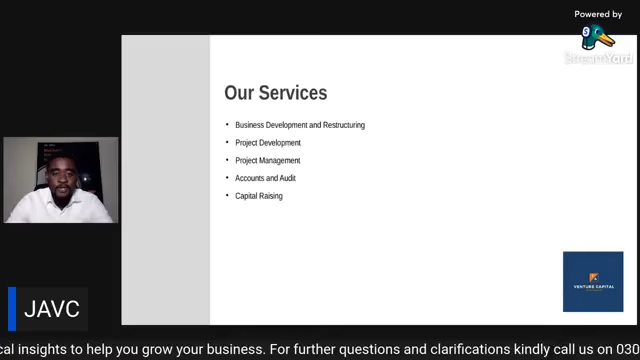 Powered by
StreamYard
Our Services
• Business Development and Restructuring
• Project Development
• Project Management
• Accounts and Audit
• Capital Raising
VENTURE CAPITAL
JAVC
cal insights to help you grow your business. For further questions and clarifications kindly call us on 030